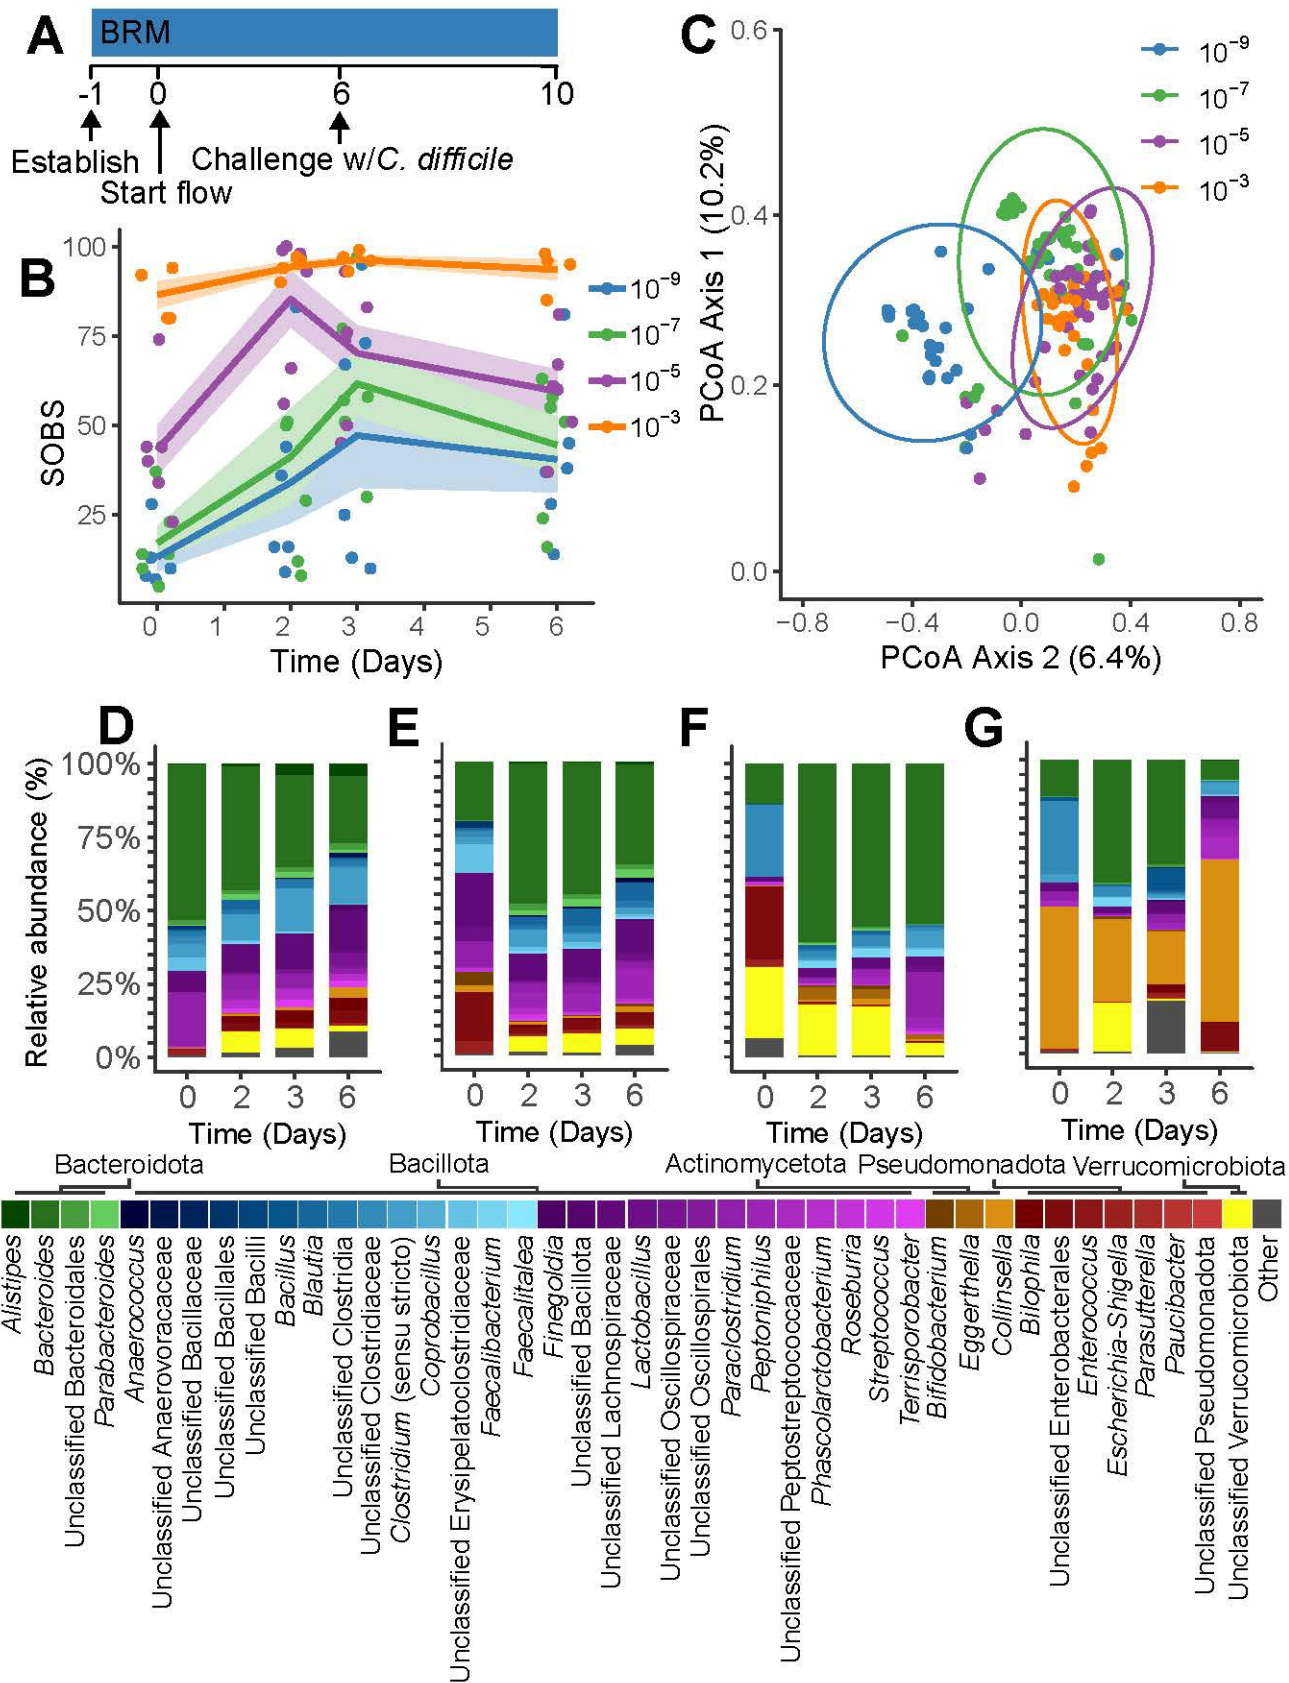 A
BRM
-1 0 6 10
Establish
Start flow
Challenge w/C. difficile
B
SOBS
100
75
50
25
0 1 2 3 4 5 6
Time (Days)
10−9
10−7
10−5
10−3
C
PCoA Axis 1 (10.2%)
0.6
0.4
0.2
0.0
−0.8 −0.4 0.0 0.4 0.8
PCoA Axis 2 (6.4%)
10−9
10−7
10−5
10−3
D
E
F
G
Relative abundance (%)
100%
75%
50%
25%
0%
0 2 3 6
Time (Days)
0 2 3 6
Time (Days)
0 2 3 6
Time (Days)
0 2 3 6
Time (Days)
Bacteroidota
Bacillota
Actinomycetota
Pseudomonadota
Verrucomicrobiota
Alistipes
Bacteroides
Unclassified Bacteroidales
Parabacteroides
Anaerococcus
Unclassified Anaerovoracaceae
Unclassified Bacillaceae
Unclassified Bacillales
Unclassified Bacilli
Bacillus
Blautia
Unclassified Clostridia
Unclassified Clostridiaceae
Clostridium (sensu stricto)
Coprobacillus
Unclassified Erysipelatoclostridiaceae
Faecalibacterium
Faecalitalea
Finegoldia
Unclassified Bacillota
Unclassified Lachnospiraceae
Lactobacillus
Unclassified Oscillospiraceae
Unclassified Oscillospirales
Paraclostridium
Peptoniphilus
Unclassified Peptostreptococcaceae
Phascolarctobacterium
Roseburia
Streptococcus
Terrisporobacter
Bifidobacterium
Eggerthella
Collinsella
Bilophila
Unclassified Enterobacterales
Enterococcus
Escherichia-Shigella
Parasutterella
Paucibacter
Unclassified Pseudomonadota
Unclassified Verrucomicrobiota
Other